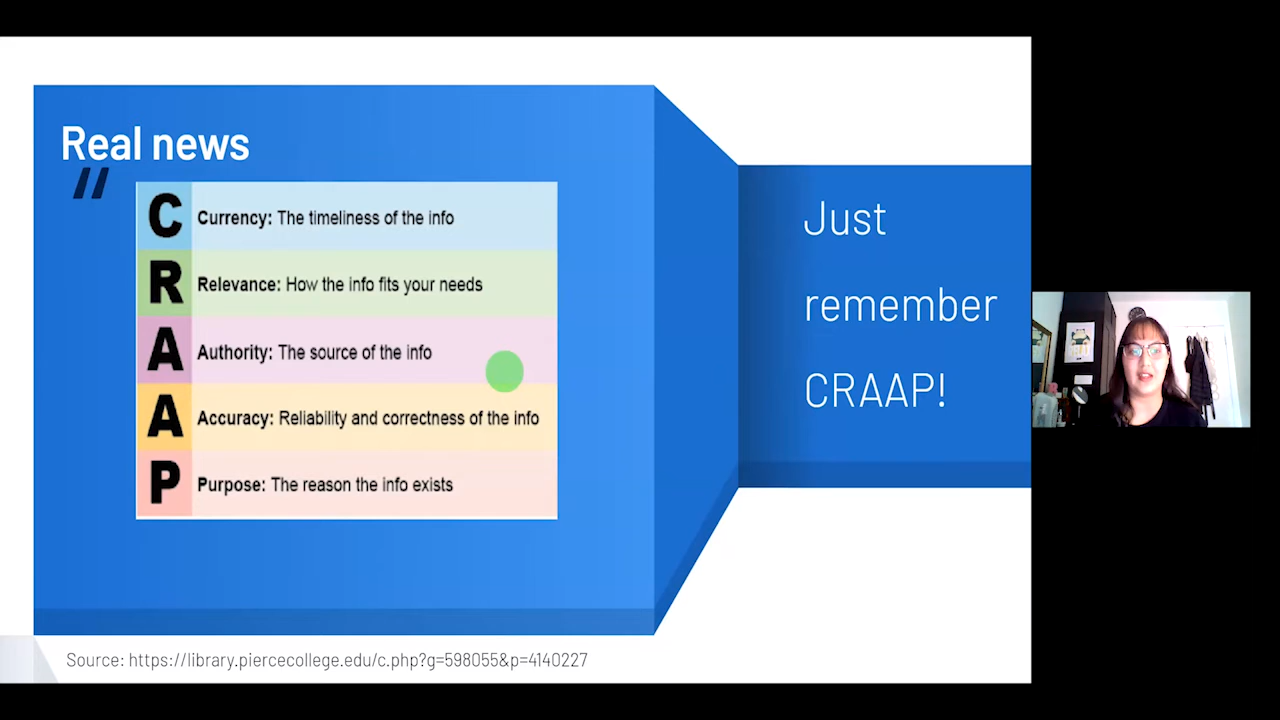 Real news
"
C Currency: The timeliness of the info
R Relevance: How the info fits your needs
A Authority: The source of the info
A Accuracy: Reliability and correctness of the info
P Purpose: The reason the info exists
Just
remember
CRAAP!
Source: https://library.piercecollege.edu/c.php?g=598055&p=4140227